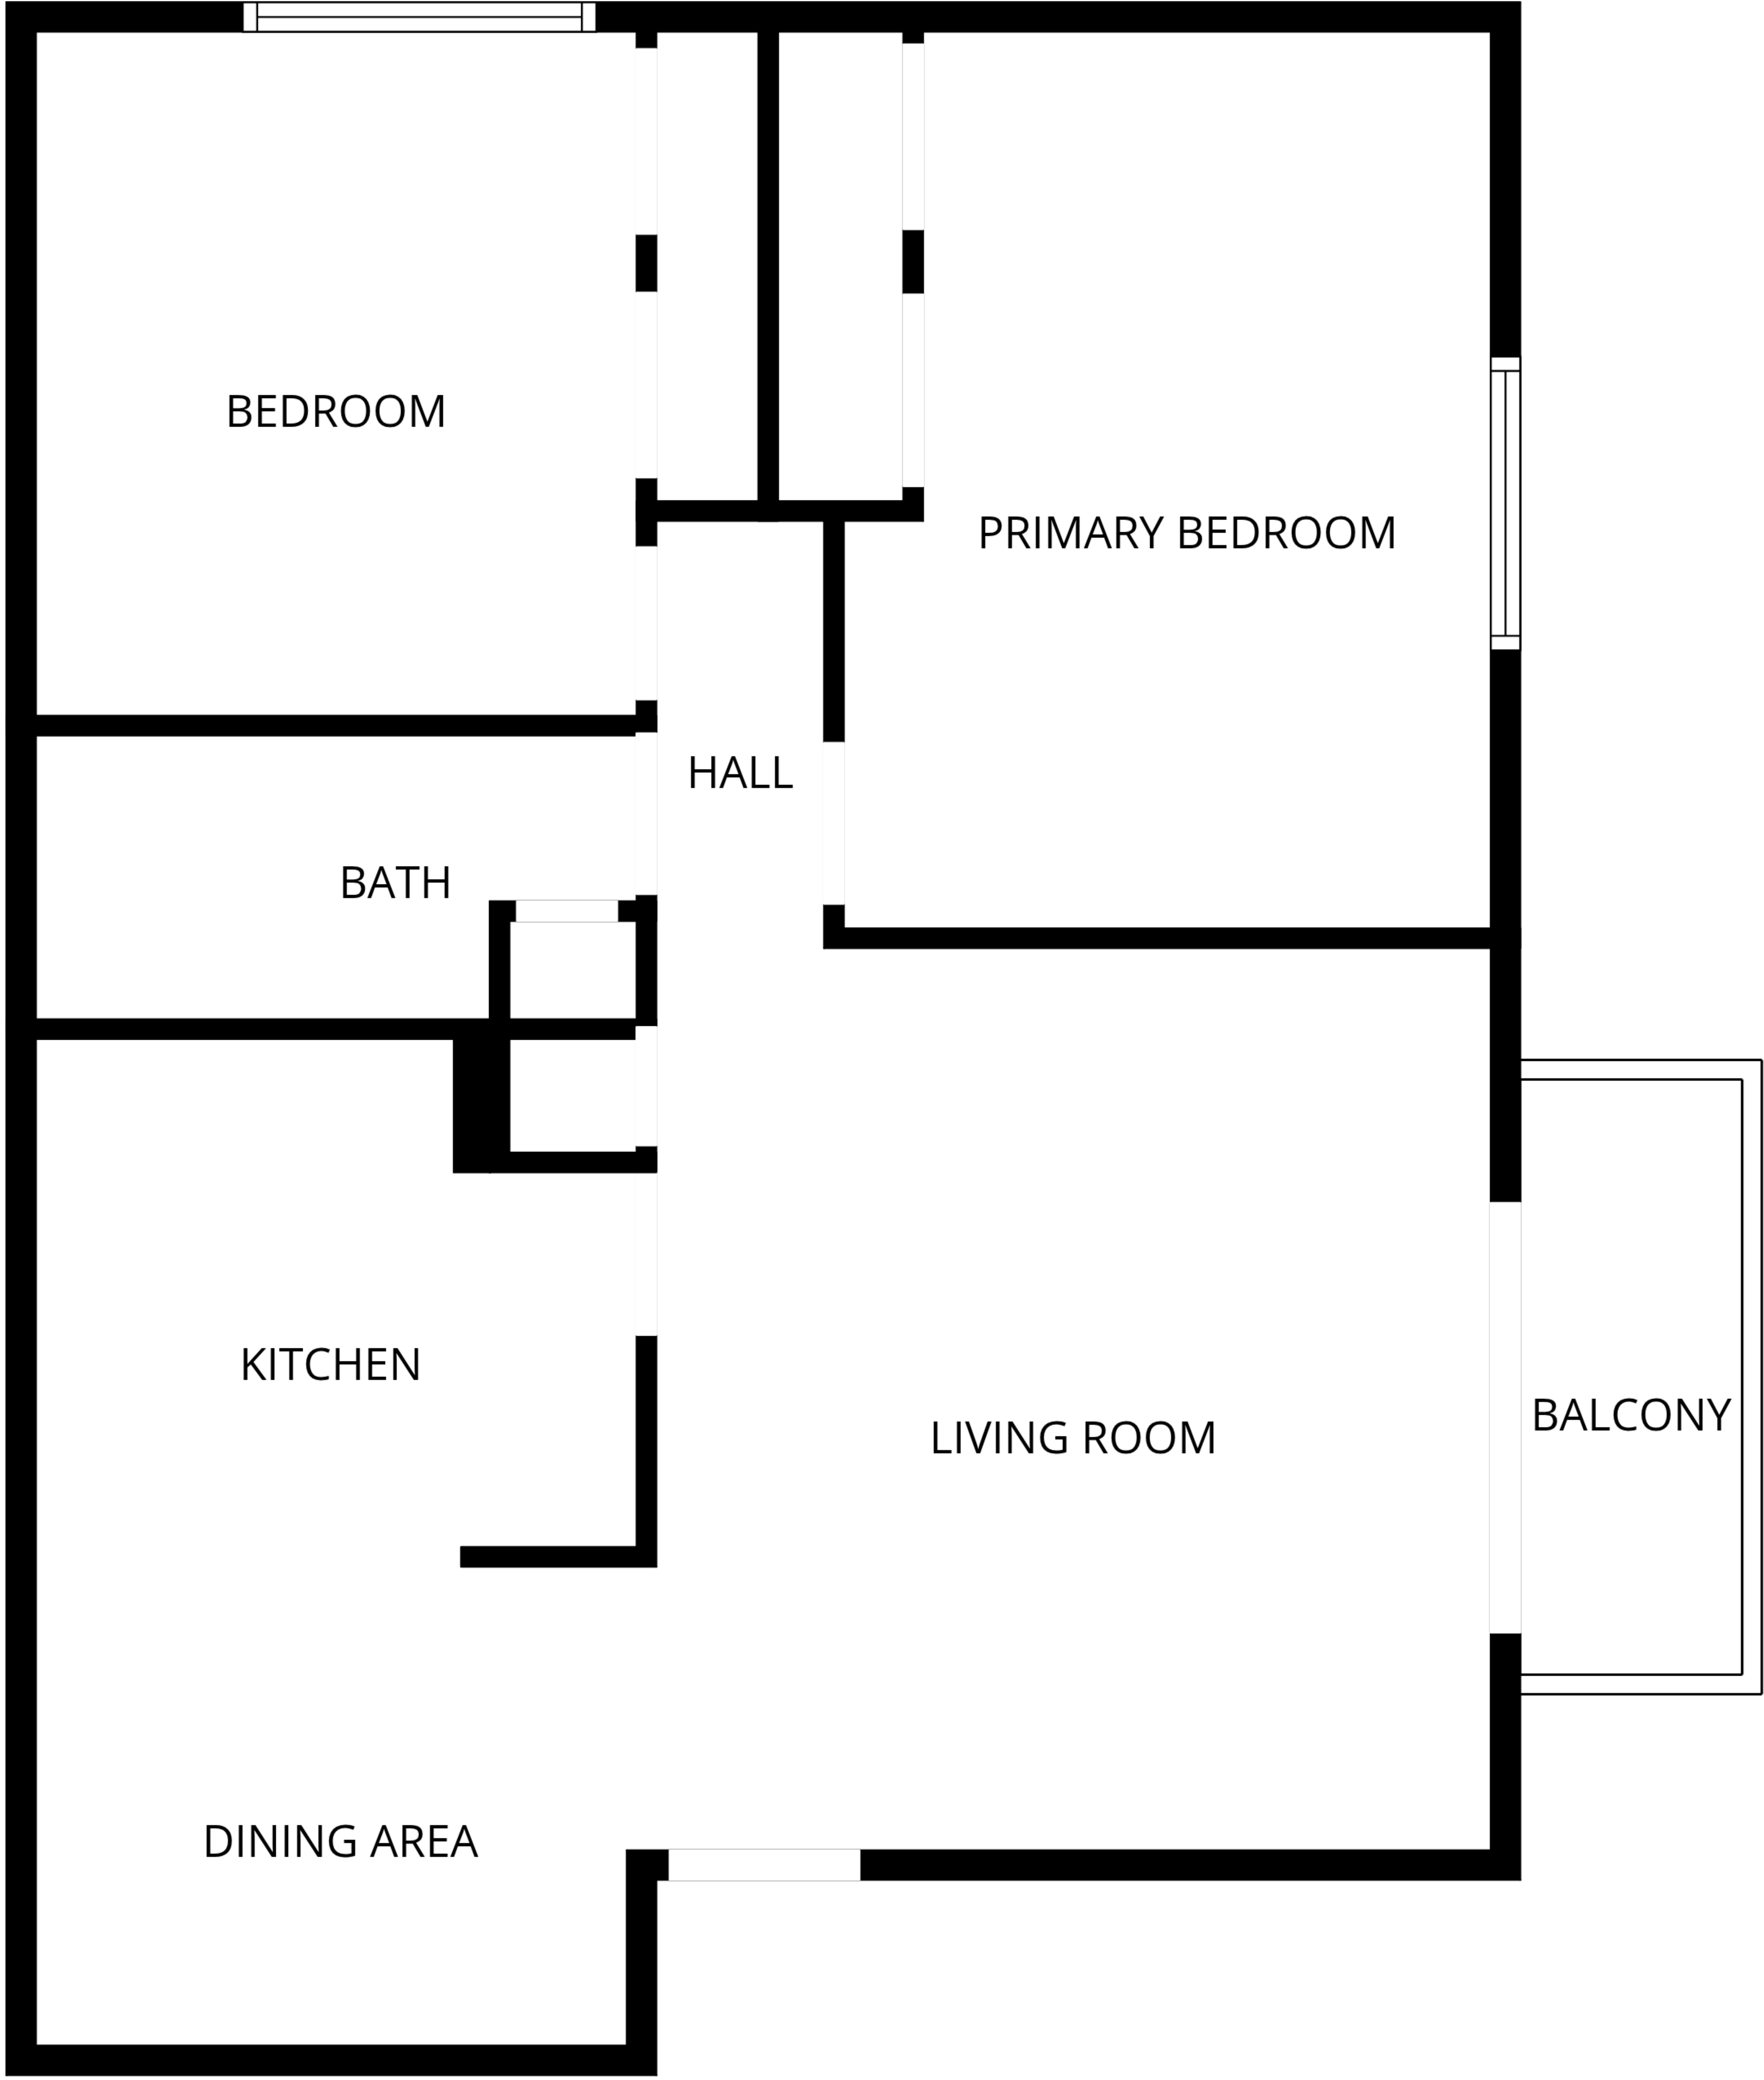 BEDROOM
PRIMARY BEDROOM
HALL
BATH
KITCHEN
LIVING ROOM
BALCONY
DINING AREA